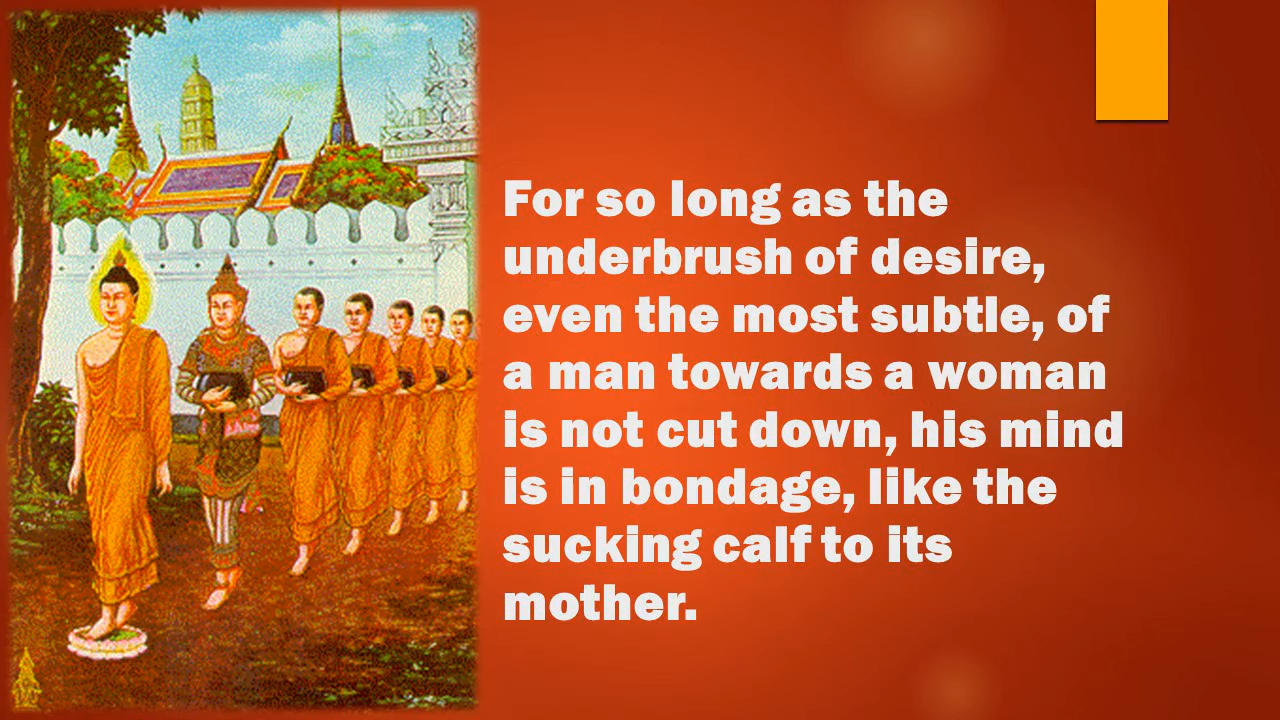 For so long as the
underbrush of desire,
even the most subtle, of
a man towards a woman
is not cut down, his mind
is in bondage, like the
sucking calf to its
mother.